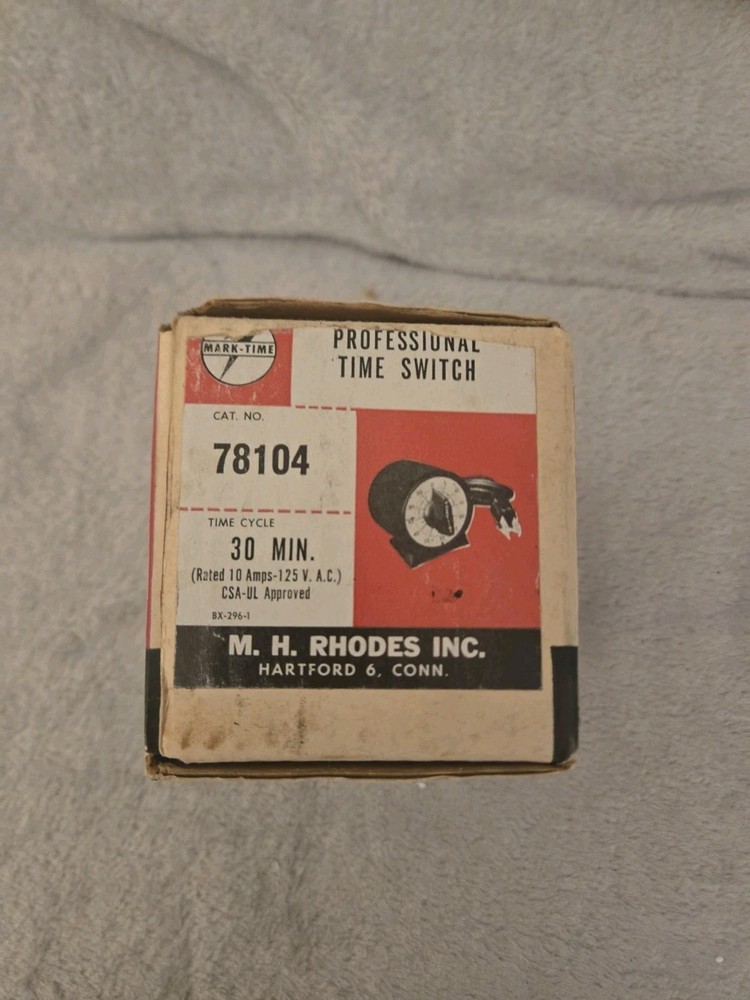 MARK-TIME
PROFESSIONAL
TIME SWITCH
CAT. NO.
78104
TIME CYCLE
30 MIN.
(Rated 10 Amps-125 V. A.C.)
CSA-UL Approved
BX-296-1
M. H. RHODES INC.
HARTFORD 6, CONN.